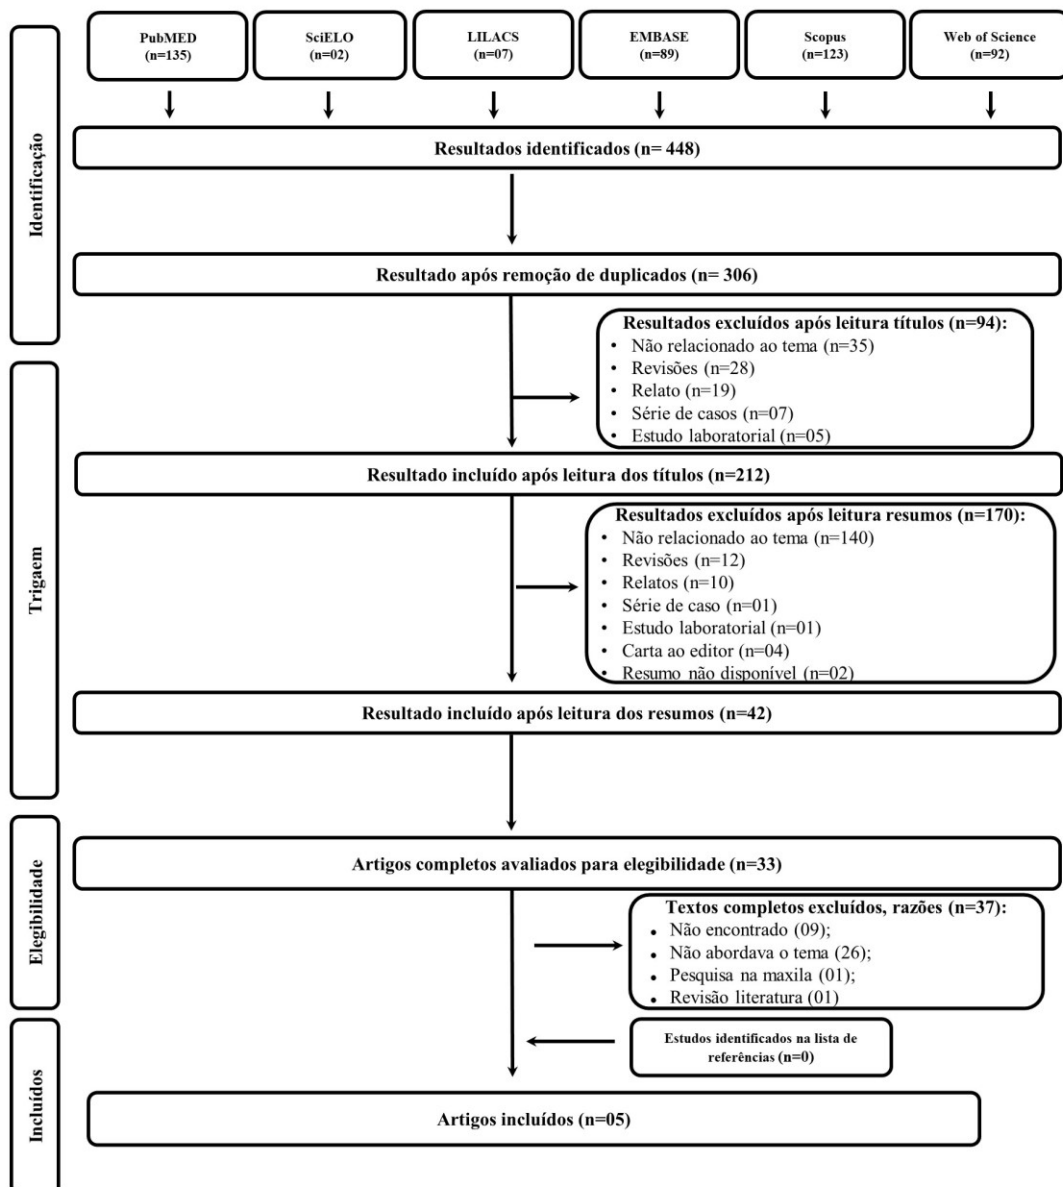 PubMED
(n=135)
SciELO
(n=02)
LILACS
(n=07)
EMBASE
(n=89)
Scopus
(n=123)
Web of Science
(n=92)
Identificação
Resultados identificados (n= 448)
Resultado após remoção de duplicados (n= 306)
Resultados excluídos após leitura títulos (n=94):
• Não relacionado ao tema (n=35)
• Revisões (n=28)
• Relato (n=19)
• Série de casos (n=07)
• Estudo laboratorial (n=05)
Trigaem
Resultado incluído após leitura dos títulos (n=212)
Resultados excluídos após leitura resumos (n=170):
• Não relacionado ao tema (n=140)
• Revisões (n=12)
• Relatos (n=10)
• Série de caso (n=01)
• Estudo laboratorial (n=01)
• Carta ao editor (n=04)
• Resumo não disponível (n=02)
Resultado incluído após leitura dos resumos (n=42)
Elegibilidade
Artigos completos avaliados para elegibilidade (n=33)
Textos completos excluídos, razões (n=37):
• Não encontrado (09);
• Não abordava o tema (26);
• Pesquisa na maxila (01);
• Revisão literatura (01)
Incluídos
Estudos identificados na lista de
referências (n=0)
Artigos incluídos (n=05)